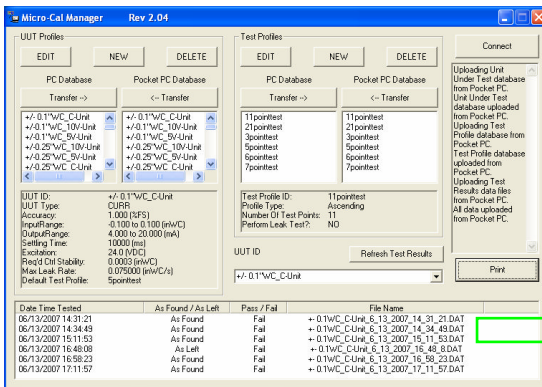 Micro-Cal Manager Rev 2.04
UUT Profiles
EDIT NEW DELETE
PC Database Pocket PC Database
Transfer --> <-- Transfer
+/- 0.1"WC_C-Unit
+/-0.1"WC_10V-Unit
+/-0.1"WC_5V-Unit
+/-0.25"WC_10V-Unit
+/-0.25"WC_5V-Unit
+/-0.25"WC_C-Unit
+/- 0.1"WC_C-Unit
+/-0.1"WC_10V-Unit
+/-0.1"WC_5V-Unit
+/-0.25"WC_10V-Unit
+/-0.25"WC_5V-Unit
+/-0.25"WC_C-Unit
UUT ID: +/- 0.1"WC_C-Unit
UUT Type: CURR
Accuracy: 1.000 (%FS)
InputRange: -0.100 to 0.100 (inWC)
OutputRange: 4.000 to 20.000 (mA)
Settling Time: 10000 (ms)
Excitation: 24.0 (VDC)
Req'd Ctrl Stability: 0.0003 (inWC)
Max Leak Rate: 0.075000 (inWC/s)
Default Test Profile: 5pointtest
Test Profiles
EDIT NEW DELETE
PC Database Pocket PC Database
Transfer --> <-- Transfer
11pointtest
21pointtest
3pointtest
5pointtest
6pointtest
7pointtest
11pointtest
21pointtest
3pointtest
5pointtest
6pointtest
7pointtest
Test Profile ID: 11pointtest
Profile Type: Ascending
Number Of Test Points: 11
Perform Leak Test?: NO
UUT ID Refresh Test Results
+/- 0.1"WC_C-Unit
Connect
Uploading Unit
Under Test database
from Pocket PC.
Unit Under Test
database uploaded
from Pocket PC.
Uploading Test
Profile database from
Pocket PC.
Test Profile database
uploaded from
Pocket PC.
Uploading Test
Results data files
from Pocket PC.
All data uploaded
from Pocket PC.
Print
Date Time Tested As Found / As Left Pass / Fail File Name
06/13/2007 14:31:21 As Found Fail +- 0.1WC_C-Unit_6_13_2007_14_31_21.DAT
06/13/2007 14:34:49 As Found Fail +- 0.1WC_C-Unit_6_13_2007_14_34_49.DAT
06/13/2007 15:11:53 As Found Fail +- 0.1WC_C-Unit_6_13_2007_15_11_53.DAT
06/13/2007 16:48:08 As Left Fail +- 0.1WC_C-Unit_6_13_2007_16_48_8.DAT
06/13/2007 16:58:23 As Found Fail +- 0.1WC_C-Unit_6_13_2007_16_58_23.DAT
06/13/2007 17:11:57 As Found Fail +- 0.1WC_C-Unit_6_13_2007_17_11_57.DAT